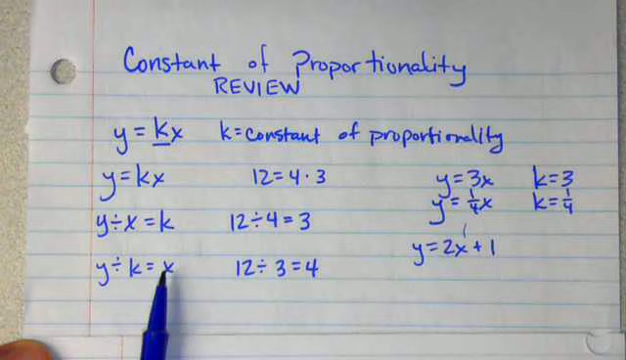 Constant of Proportionality
REVIEW
y = kx k = constant of proportionality
y = kx 12 = 4 · 3 y = 3x k = 3
y = 1/4 x k = 1/4
y ÷ x = k 12 ÷ 4 = 3
y = 2x + 1
y ÷ k = x 12 ÷ 3 = 4